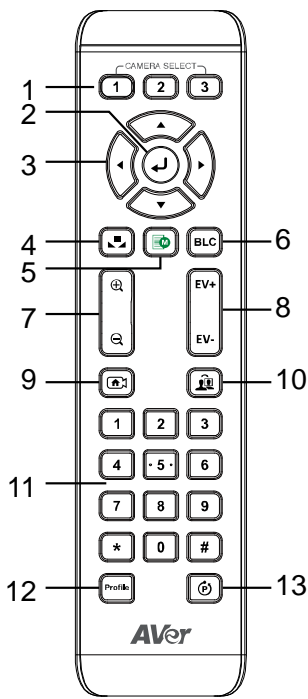 CAMERA SELECT
1 1 2 3
2
3
4 M BLC 6
5
7 EV+ 8
EV-
9 10
1 2 3
4 · 5 · 6
11
7 8 9
* 0 #
12 Profile P 13
AVer